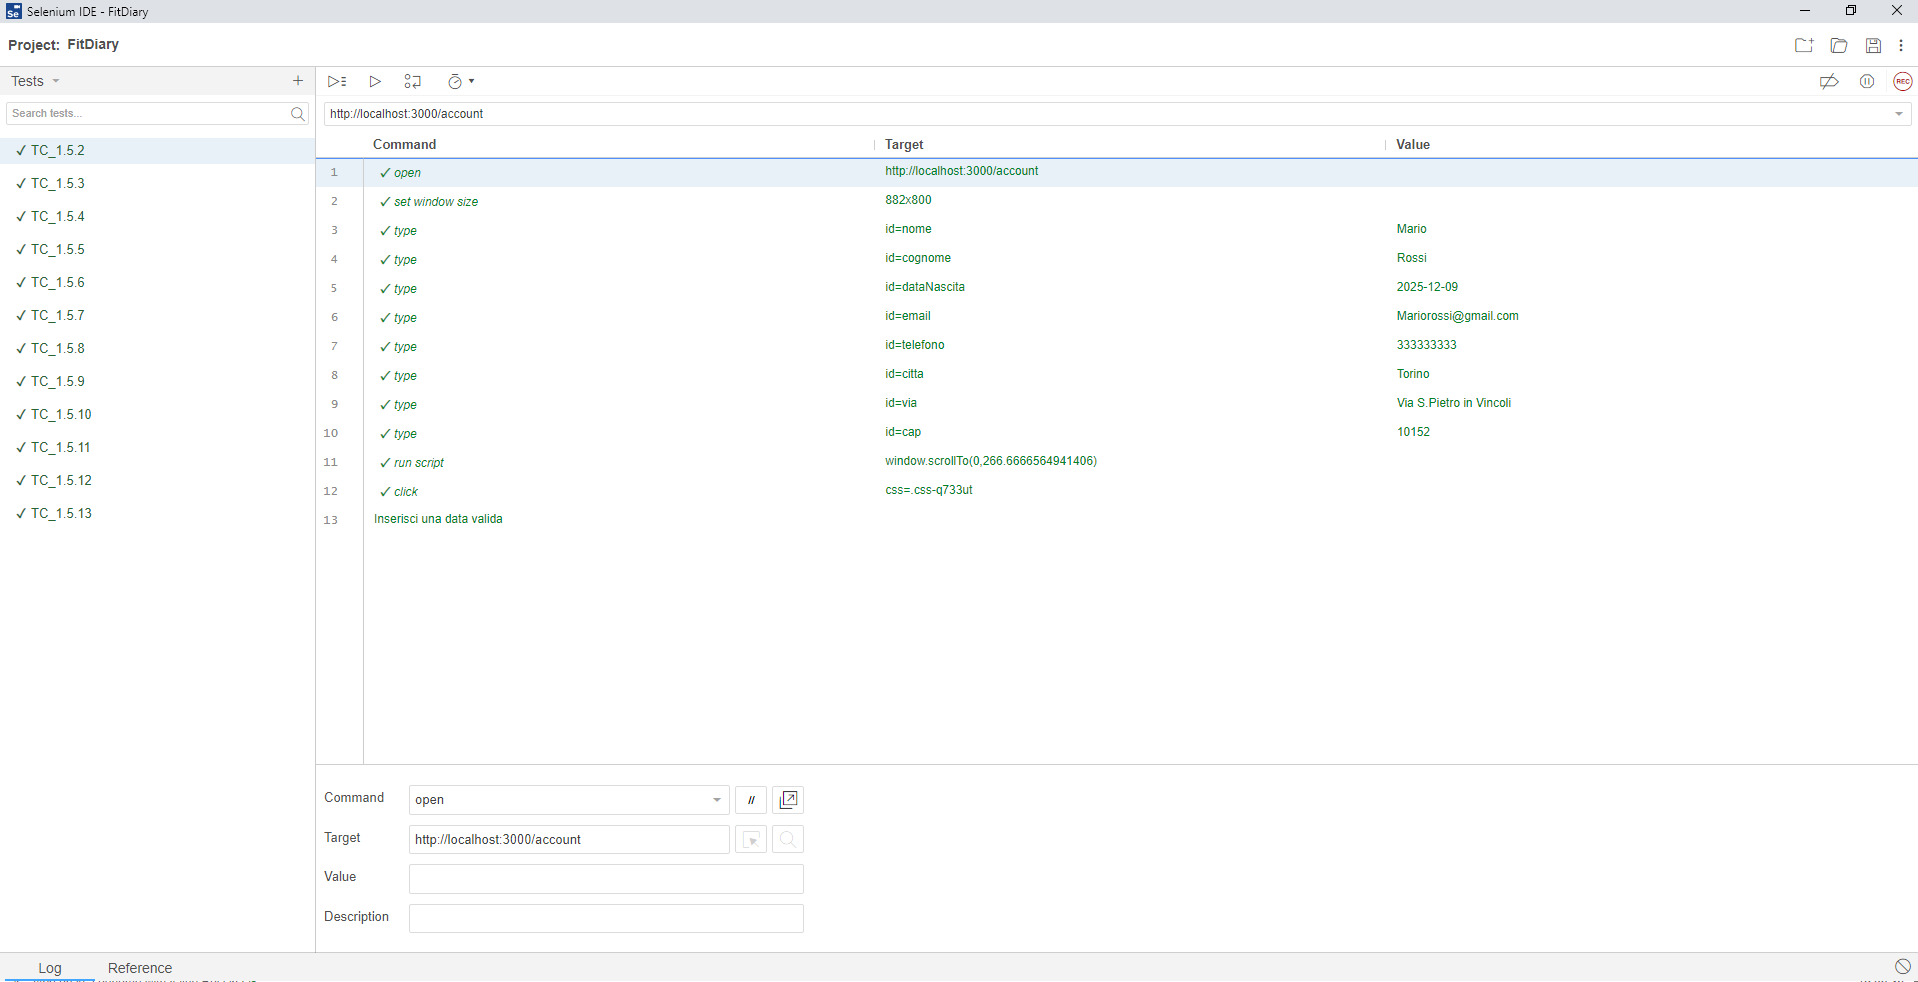 Selenium IDE - FitDiary
Project: FitDiary
Tests
Search tests...
✓ TC_1.5.2
✓ TC_1.5.3
✓ TC_1.5.4
✓ TC_1.5.5
✓ TC_1.5.6
✓ TC_1.5.7
✓ TC_1.5.8
✓ TC_1.5.9
✓ TC_1.5.10
✓ TC_1.5.11
✓ TC_1.5.12
✓ TC_1.5.13
REC
http://localhost:3000/account
Command Target Value
1 ✓ open http://localhost:3000/account
2 ✓ set window size 882x800
3 ✓ type id=nome Mario
4 ✓ type id=cognome Rossi
5 ✓ type id=dataNascita 2025-12-09
6 ✓ type id=email Mariorossi@gmail.com
7 ✓ type id=telefono 333333333
8 ✓ type id=citta Torino
9 ✓ type id=via Via S.Pietro in Vincoli
10 ✓ type id=cap 10152
11 ✓ run script window.scrollTo(0,266.6666564941406)
12 ✓ click css=.css-q733ut
13 Inserisci una data valida
Command open //
Target http://localhost:3000/account
Value
Description
Log Reference